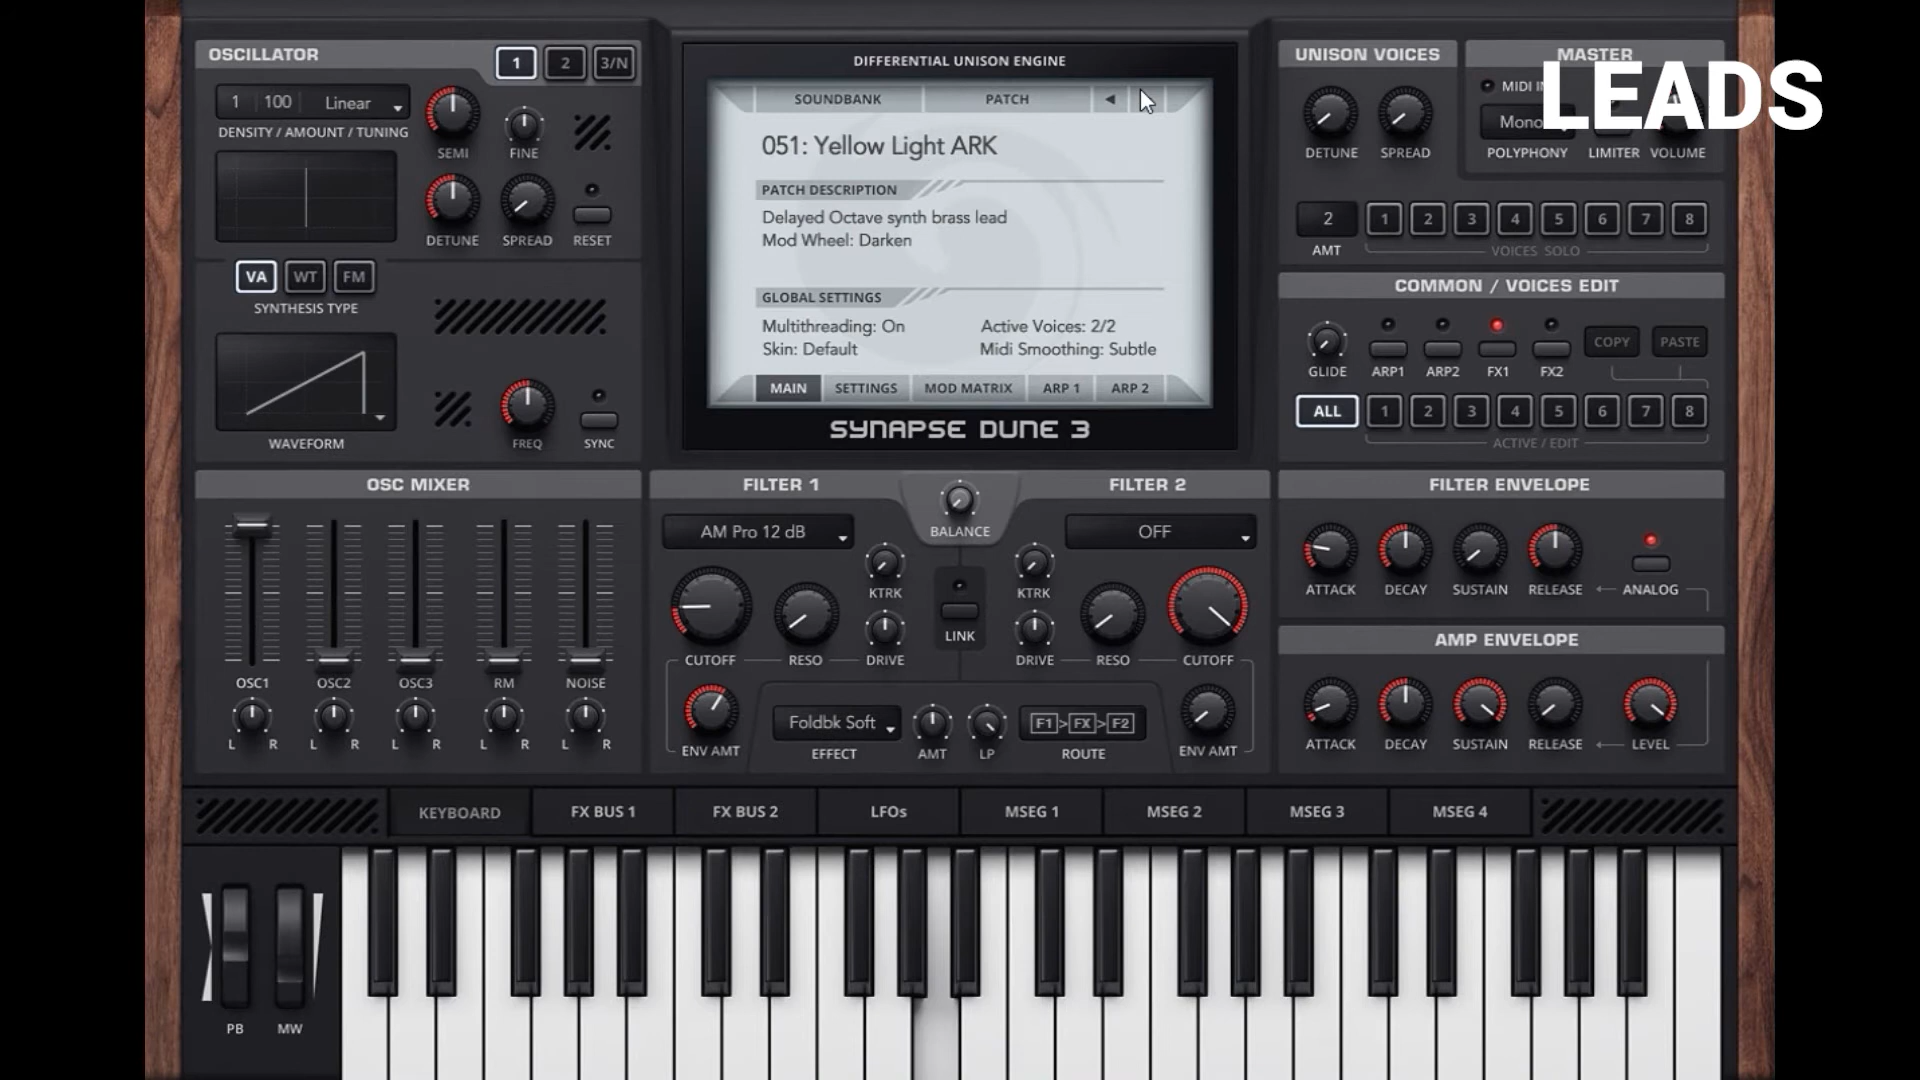 OSCILLATOR
1
2
3/N
1 100 Linear
DENSITY / AMOUNT / TUNING
SEMI
FINE
DETUNE
SPREAD
RESET
VA
WT
FM
SYNTHESIS TYPE
WAVEFORM
FREQ
SYNC
DIFFERENTIAL UNISON ENGINE
SOUNDBANK
PATCH
051: Yellow Light ARK
PATCH DESCRIPTION
Delayed Octave synth brass lead
Mod Wheel: Darken
GLOBAL SETTINGS
Multithreading: On
Active Voices: 2/2
Skin: Default
Midi Smoothing: Subtle
MAIN
SETTINGS
MOD MATRIX
ARP 1
ARP 2
SYNAPSE DUNE 3
UNISON VOICES
MASTER
LEADS
MIDI
Mono
DETUNE
SPREAD
POLYPHONY
LIMITER
VOLUME
2
1 2 3 4 5 6 7 8
AMT
VOICES SOLO
COMMON / VOICES EDIT
COPY
PASTE
GLIDE
ARP1
ARP2
FX1
FX2
ALL
1 2 3 4 5 6 7 8
ACTIVE / EDIT
OSC MIXER
OSC1
OSC2
OSC3
RM
NOISE
L R L R L R L R L R
FILTER 1
FILTER 2
AM Pro 12 dB
BALANCE
OFF
KTRK
KTRK
LINK
CUTOFF
RESO
DRIVE
DRIVE
RESO
CUTOFF
ENV AMT
Foldbk Soft
EFFECT
AMT
LP
F1>FX>F2
ROUTE
ENV AMT
FILTER ENVELOPE
ATTACK
DECAY
SUSTAIN
RELEASE
ANALOG
AMP ENVELOPE
ATTACK
DECAY
SUSTAIN
RELEASE
LEVEL
KEYBOARD
FX BUS 1
FX BUS 2
LFOs
MSEG 1
MSEG 2
MSEG 3
MSEG 4
PB
MW